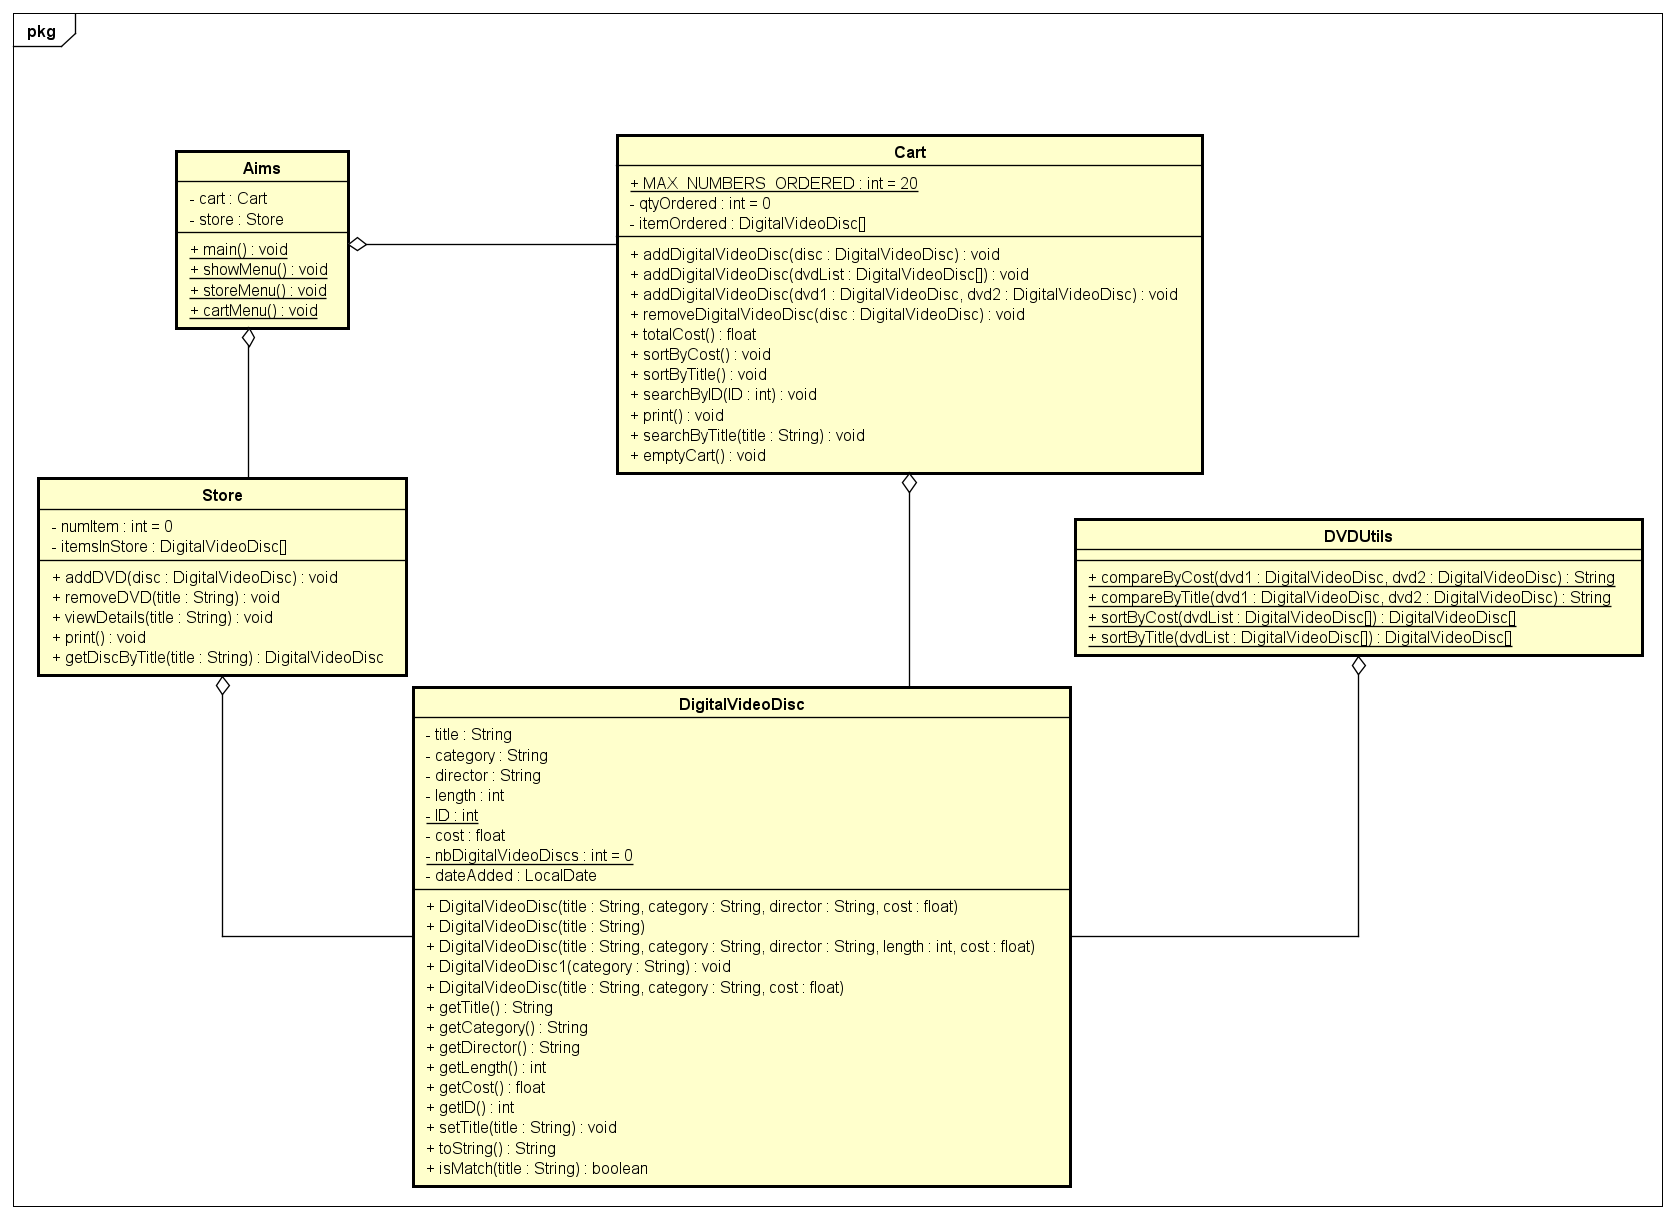 pkg
Aims
- cart : Cart
- store : Store
+ main() : void
+ showMenu() : void
+ storeMenu() : void
+ cartMenu() : void
Cart
+ MAX_NUMBERS_ORDERED : int = 20
- qtyOrdered : int = 0
- itemOrdered : DigitalVideoDisc[]
+ addDigitalVideoDisc(disc : DigitalVideoDisc) : void
+ addDigitalVideoDisc(dvdList : DigitalVideoDisc[]) : void
+ addDigitalVideoDisc(dvd1 : DigitalVideoDisc, dvd2 : DigitalVideoDisc) : void
+ removeDigitalVideoDisc(disc : DigitalVideoDisc) : void
+ totalCost() : float
+ sortByCost() : void
+ sortByTitle() : void
+ searchByID(ID : int) : void
+ print() : void
+ searchByTitle(title : String) : void
+ emptyCart() : void
Store
- numItem : int = 0
- itemsInStore : DigitalVideoDisc[]
+ addDVD(disc : DigitalVideoDisc) : void
+ removeDVD(title : String) : void
+ viewDetails(title : String) : void
+ print() : void
+ getDiscByTitle(title : String) : DigitalVideoDisc
DVDUtils
+ compareByCost(dvd1 : DigitalVideoDisc, dvd2 : DigitalVideoDisc) : String
+ compareByTitle(dvd1 : DigitalVideoDisc, dvd2 : DigitalVideoDisc) : String
+ sortByCost(dvdList : DigitalVideoDisc[]) : DigitalVideoDisc[]
+ sortByTitle(dvdList : DigitalVideoDisc[]) : DigitalVideoDisc[]
DigitalVideoDisc
- title : String
- category : String
- director : String
- length : int
- ID : int
- cost : float
- nbDigitalVideoDiscs : int = 0
- dateAdded : LocalDate
+ DigitalVideoDisc(title : String, category : String, director : String, cost : float)
+ DigitalVideoDisc(title : String)
+ DigitalVideoDisc(title : String, category : String, director : String, length : int, cost : float)
+ DigitalVideoDisc1(category : String) : void
+ DigitalVideoDisc(title : String, category : String, cost : float)
+ getTitle() : String
+ getCategory() : String
+ getDirector() : String
+ getLength() : int
+ getCost() : float
+ getID() : int
+ setTitle(title : String) : void
+ toString() : String
+ isMatch(title : String) : boolean